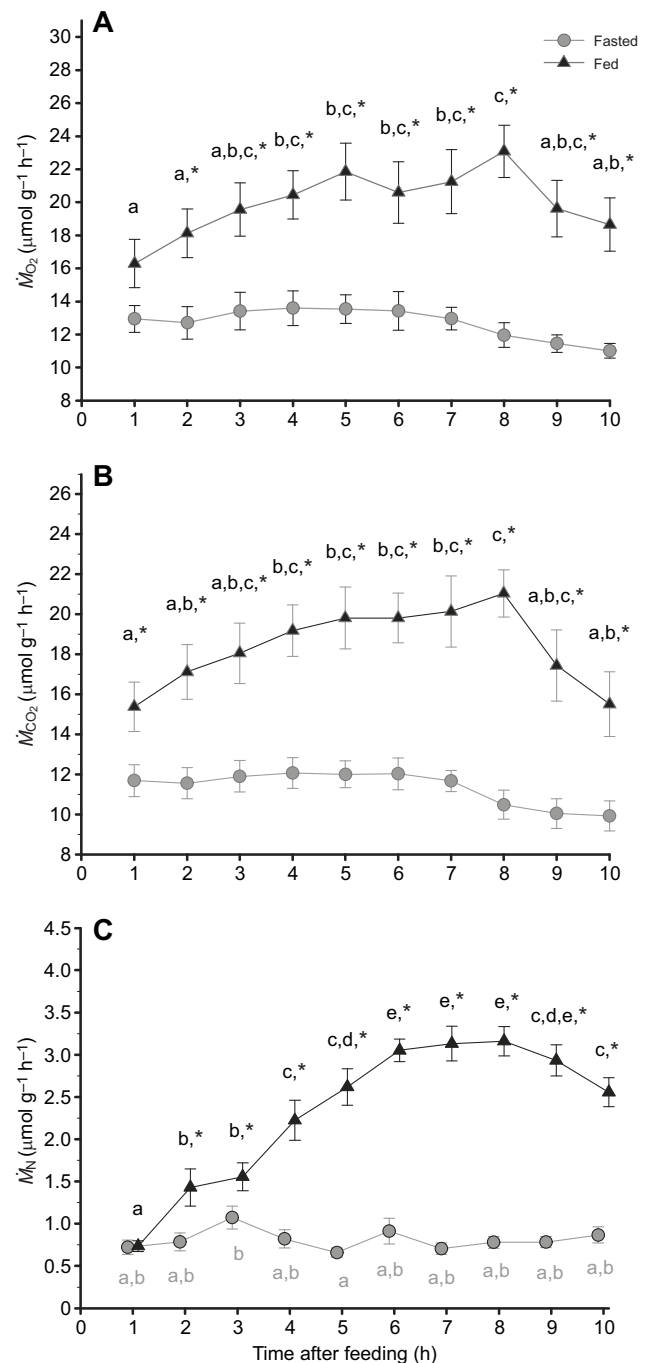 A
Fasted
Fed
30
28
26
24
22
20
18
16
14
12
10
8
ṀO₂ (μmol g⁻¹ h⁻¹)
a
a,*
a,b,c,*
b,c,*
b,c,*
b,c,*
b,c,*
c,*
a,b,c,*
a,b,*
0 1 2 3 4 5 6 7 8 9 10
B
26
24
22
20
18
16
14
12
10
8
ṀCO₂ (μmol g⁻¹ h⁻¹)
a,*
a,b,*
a,b,c,*
b,c,*
b,c,*
b,c,*
b,c,*
c,*
a,b,c,*
a,b,*
0 1 2 3 4 5 6 7 8 9 10
C
4.5
4.0
3.5
3.0
2.5
2.0
1.5
1.0
0.5
0
ṀN (μmol g⁻¹ h⁻¹)
a
b,*
b,*
c,*
c,d,*
e,*
e,*
e,*
c,d,e,*
c,*
a,b a,b b a,b a a,b a,b a,b a,b a,b
0 1 2 3 4 5 6 7 8 9 10
Time after feeding (h)